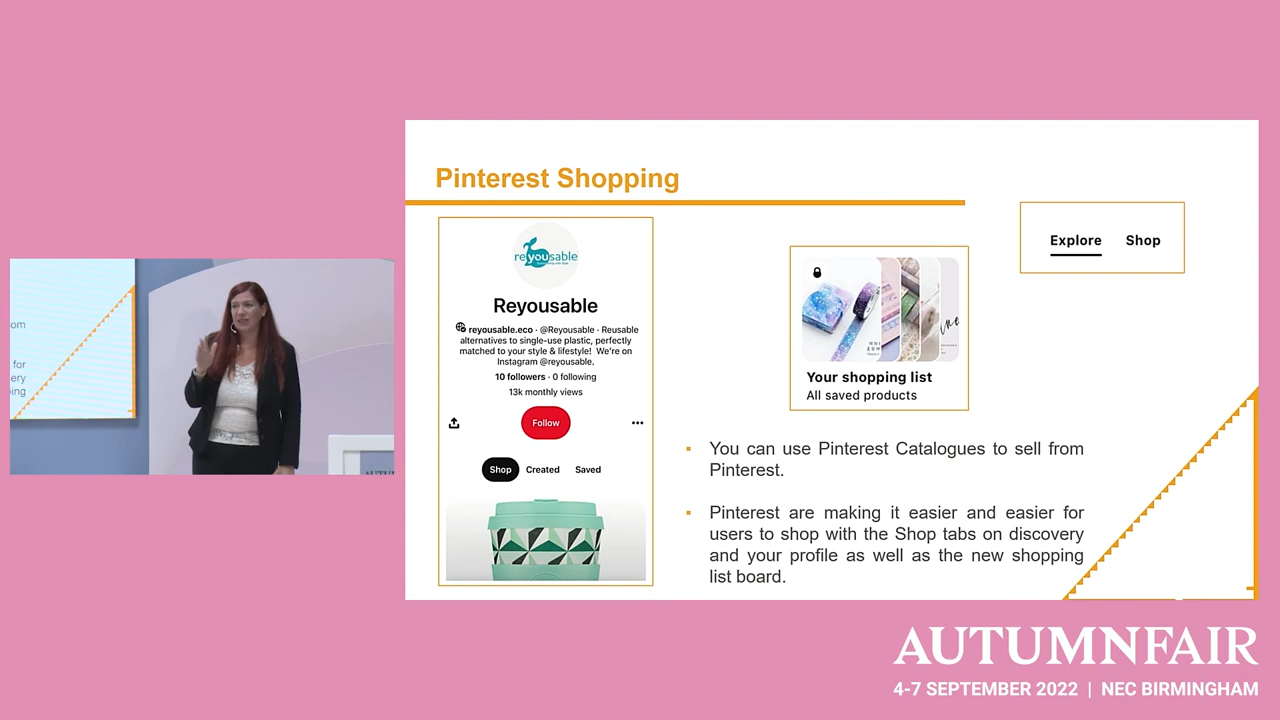 Pinterest Shopping
reyousable
Reyousable
reyousable.eco · @Reyousable · Reusable
alternatives to single-use plastic, perfectly
matched to your style & lifestyle! We're on
Instagram @reyousable.
10 followers · 0 following
13k monthly views
Follow
Shop Created Saved
Your shopping list
All saved products
Explore Shop
▪ You can use Pinterest Catalogues to sell from
Pinterest.
▪ Pinterest are making it easier and easier for
users to shop with the Shop tabs on discovery
and your profile as well as the new shopping
list board.
om
for
ery
ing
AUTUMNFAIR
4-7 SEPTEMBER 2022 | NEC BIRMINGHAM